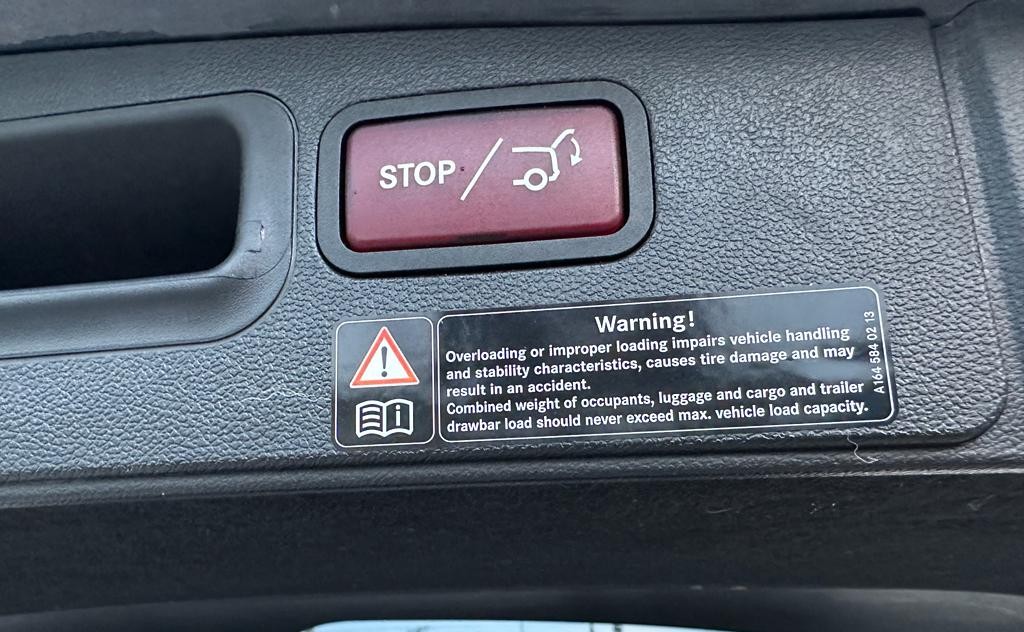 STOP /
Warning!
Overloading or improper loading impairs vehicle handling
and stability characteristics, causes tire damage and may
result in an accident.
Combined weight of occupants, luggage and cargo and trailer
drawbar load should never exceed max. vehicle load capacity.
A164 584 02 13